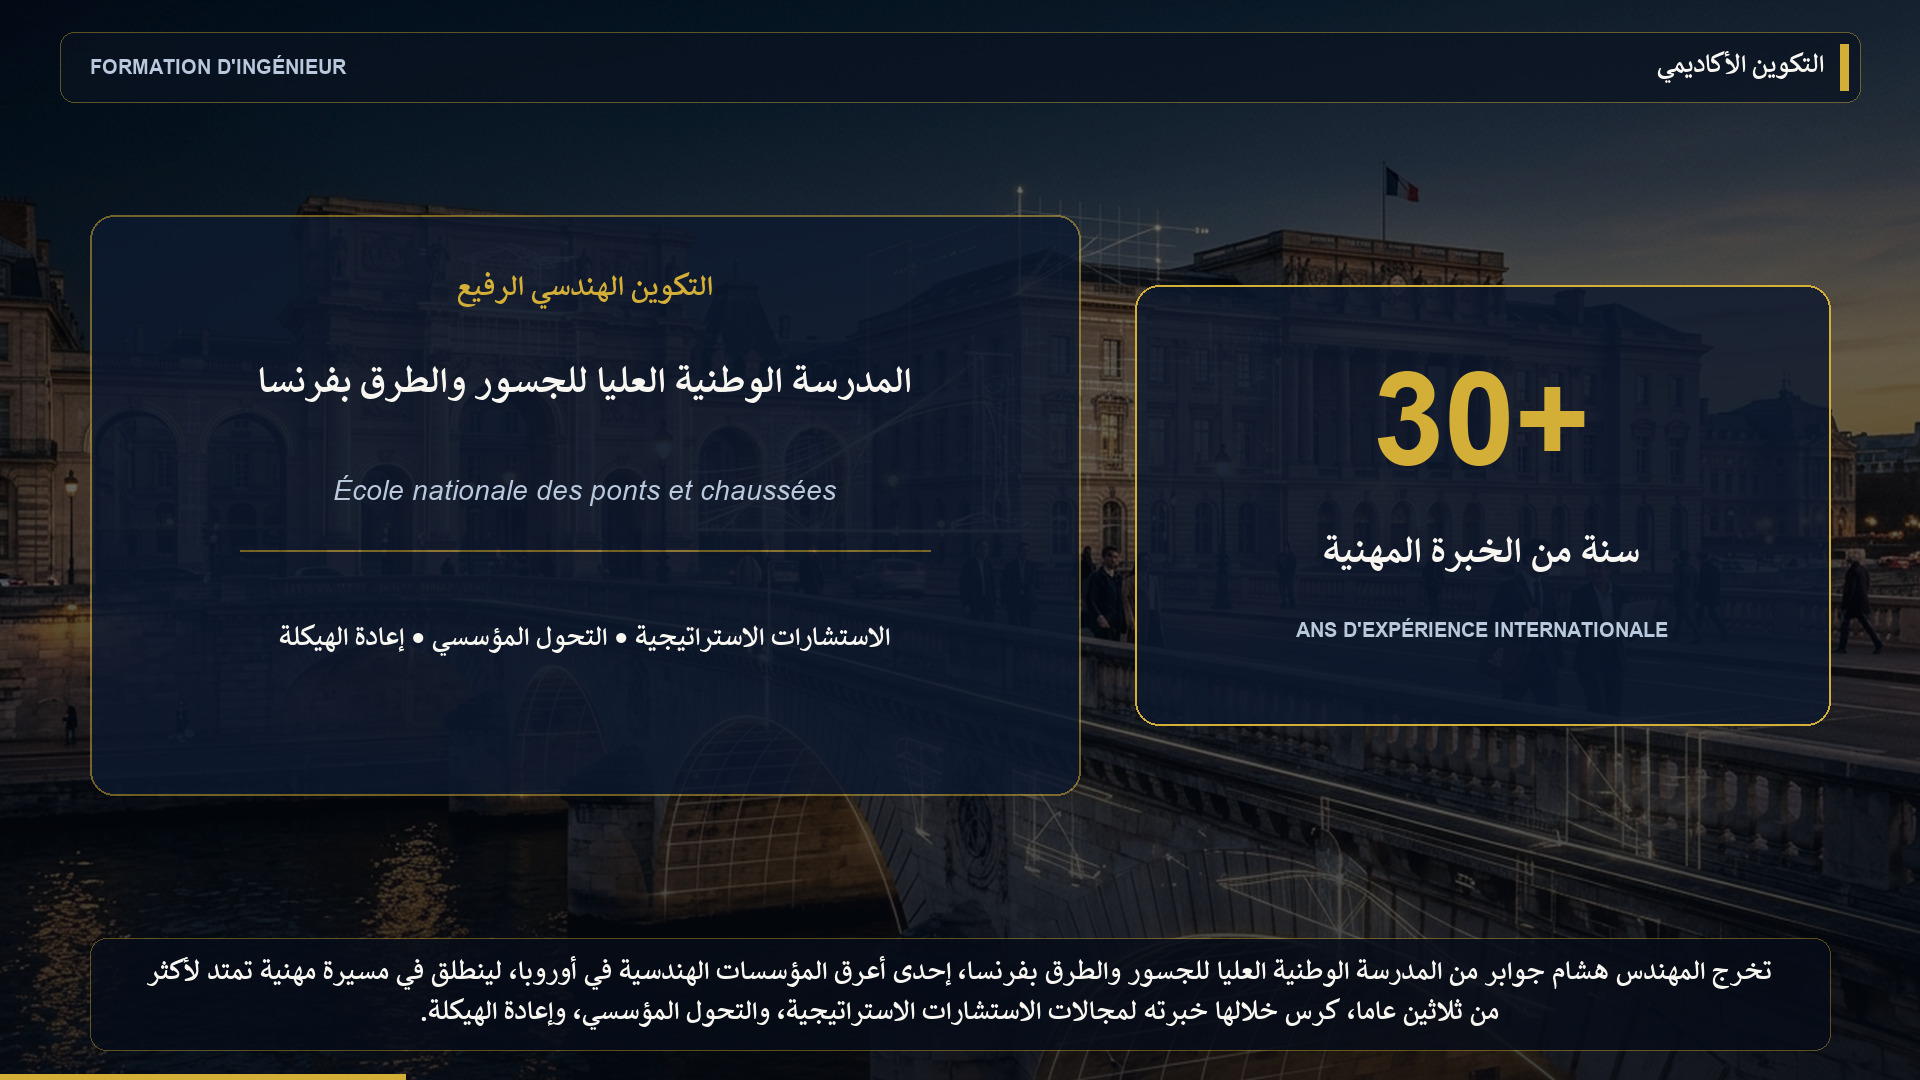 التكوين الأكاديمي
FORMATION D'INGÉNIEUR
التكوين الهندسي الرفيع
المدرسة الوطنية العليا للجسور والطرق بفرنسا
École nationale des ponts et chaussées
الاستشارات الاستراتيجية • التحول المؤسسي • إعادة الهيكلة
30+
سنة من الخبرة المهنية
ANS D'EXPÉRIENCE INTERNATIONALE
تخرج المهندس هشام جوابر من المدرسة الوطنية العليا للجسور والطرق بفرنسا، إحدى أعرق المؤسسات الهندسية في أوروبا، لينطلق في مسيرة مهنية تمتد لأكثر
من ثلاثين عاما، كرس خلالها خبرته لمجالات الاستشارات الاستراتيجية، والتحول المؤسسي، وإعادة الهيكلة.